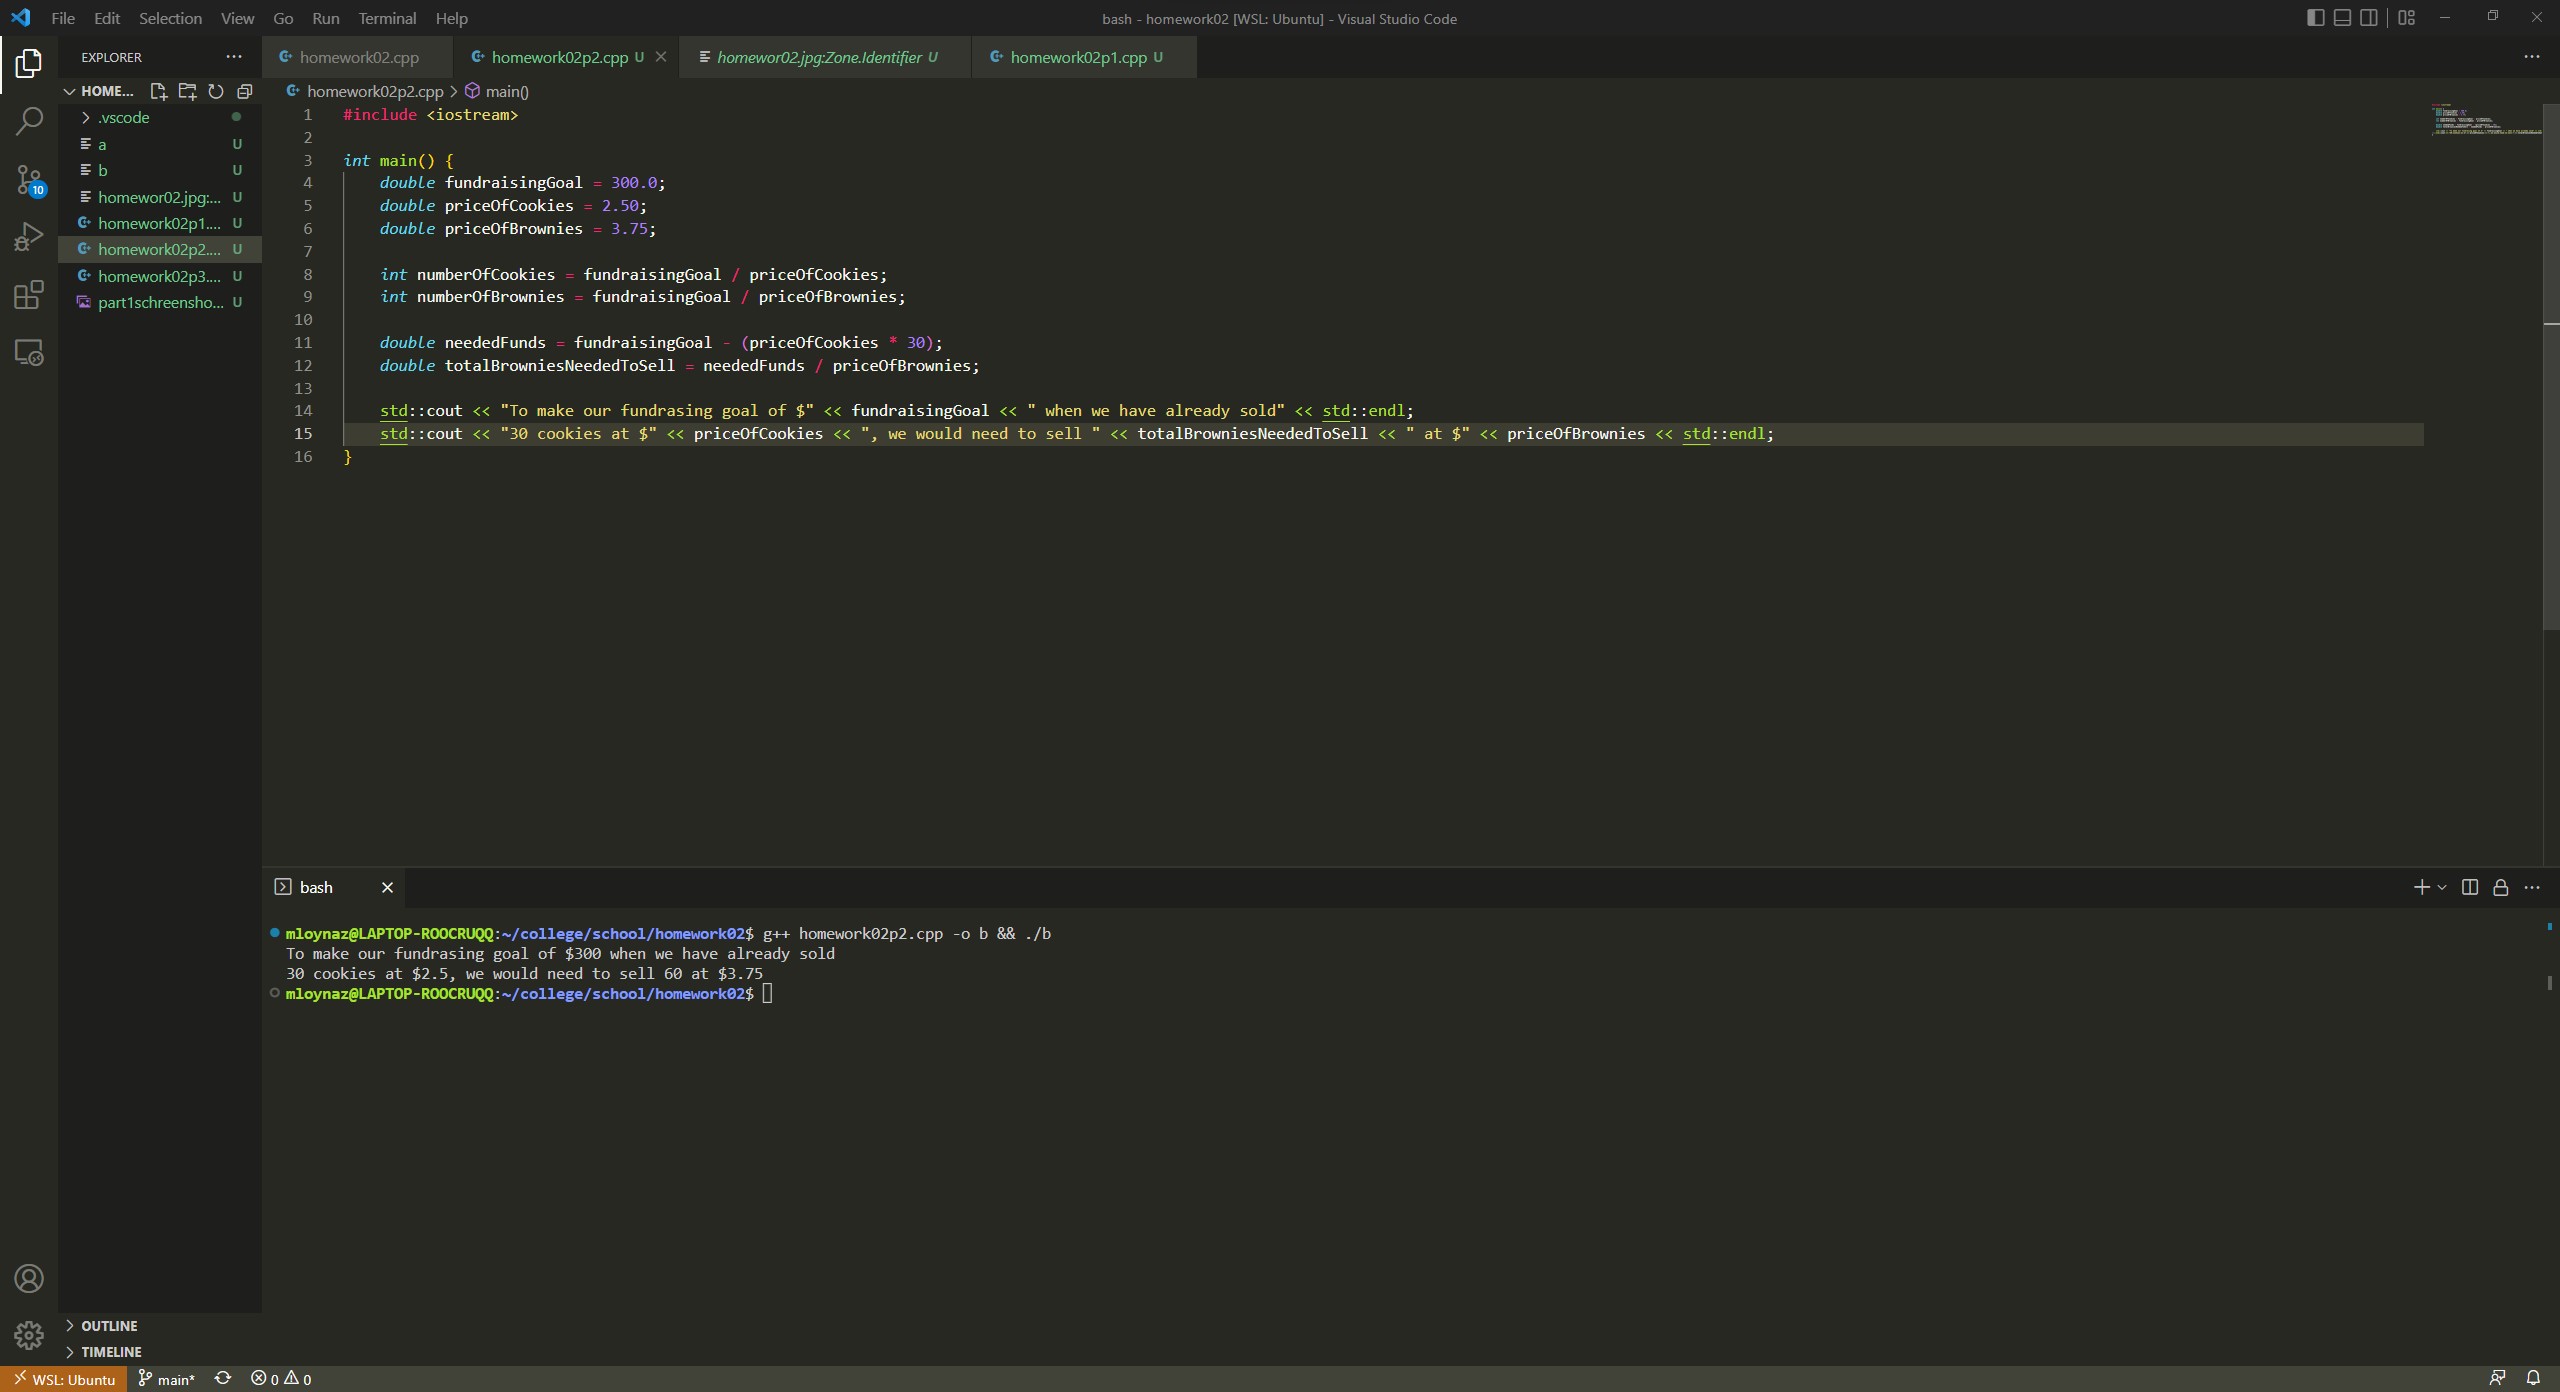 File Edit Selection View Go Run Terminal Help
bash - homework02 [WSL: Ubuntu] - Visual Studio Code
EXPLORER
HOME...
.vscode
a U
b U
homewor02.jpg:... U
homework02p1.... U
homework02p2.... U
homework02p3.... U
part1schreensho... U
10
homework02.cpp
homework02p2.cpp U
homewor02.jpg:Zone.Identifier U
homework02p1.cpp U
homework02p2.cpp > main()
1 #include <iostream>
2
3 int main() {
4 double fundraisingGoal = 300.0;
5 double priceOfCookies = 2.50;
6 double priceOfBrownies = 3.75;
7
8 int numberOfCookies = fundraisingGoal / priceOfCookies;
9 int numberOfBrownies = fundraisingGoal / priceOfBrownies;
10
11 double neededFunds = fundraisingGoal - (priceOfCookies * 30);
12 double totalBrowniesNeededToSell = neededFunds / priceOfBrownies;
13
14 std::cout << "To make our fundrasing goal of $" << fundraisingGoal << " when we have already sold" << std::endl;
15 std::cout << "30 cookies at $" << priceOfCookies << ", we would need to sell " << totalBrowniesNeededToSell << " at $" << priceOfBrownies << std::endl;
16 }
bash
mloynaz@LAPTOP-ROOCRUQQ:~/college/school/homework02$ g++ homework02p2.cpp -o b && ./b
To make our fundrasing goal of $300 when we have already sold
30 cookies at $2.5, we would need to sell 60 at $3.75
mloynaz@LAPTOP-ROOCRUQQ:~/college/school/homework02$
OUTLINE
TIMELINE
WSL: Ubuntu main* 0 0